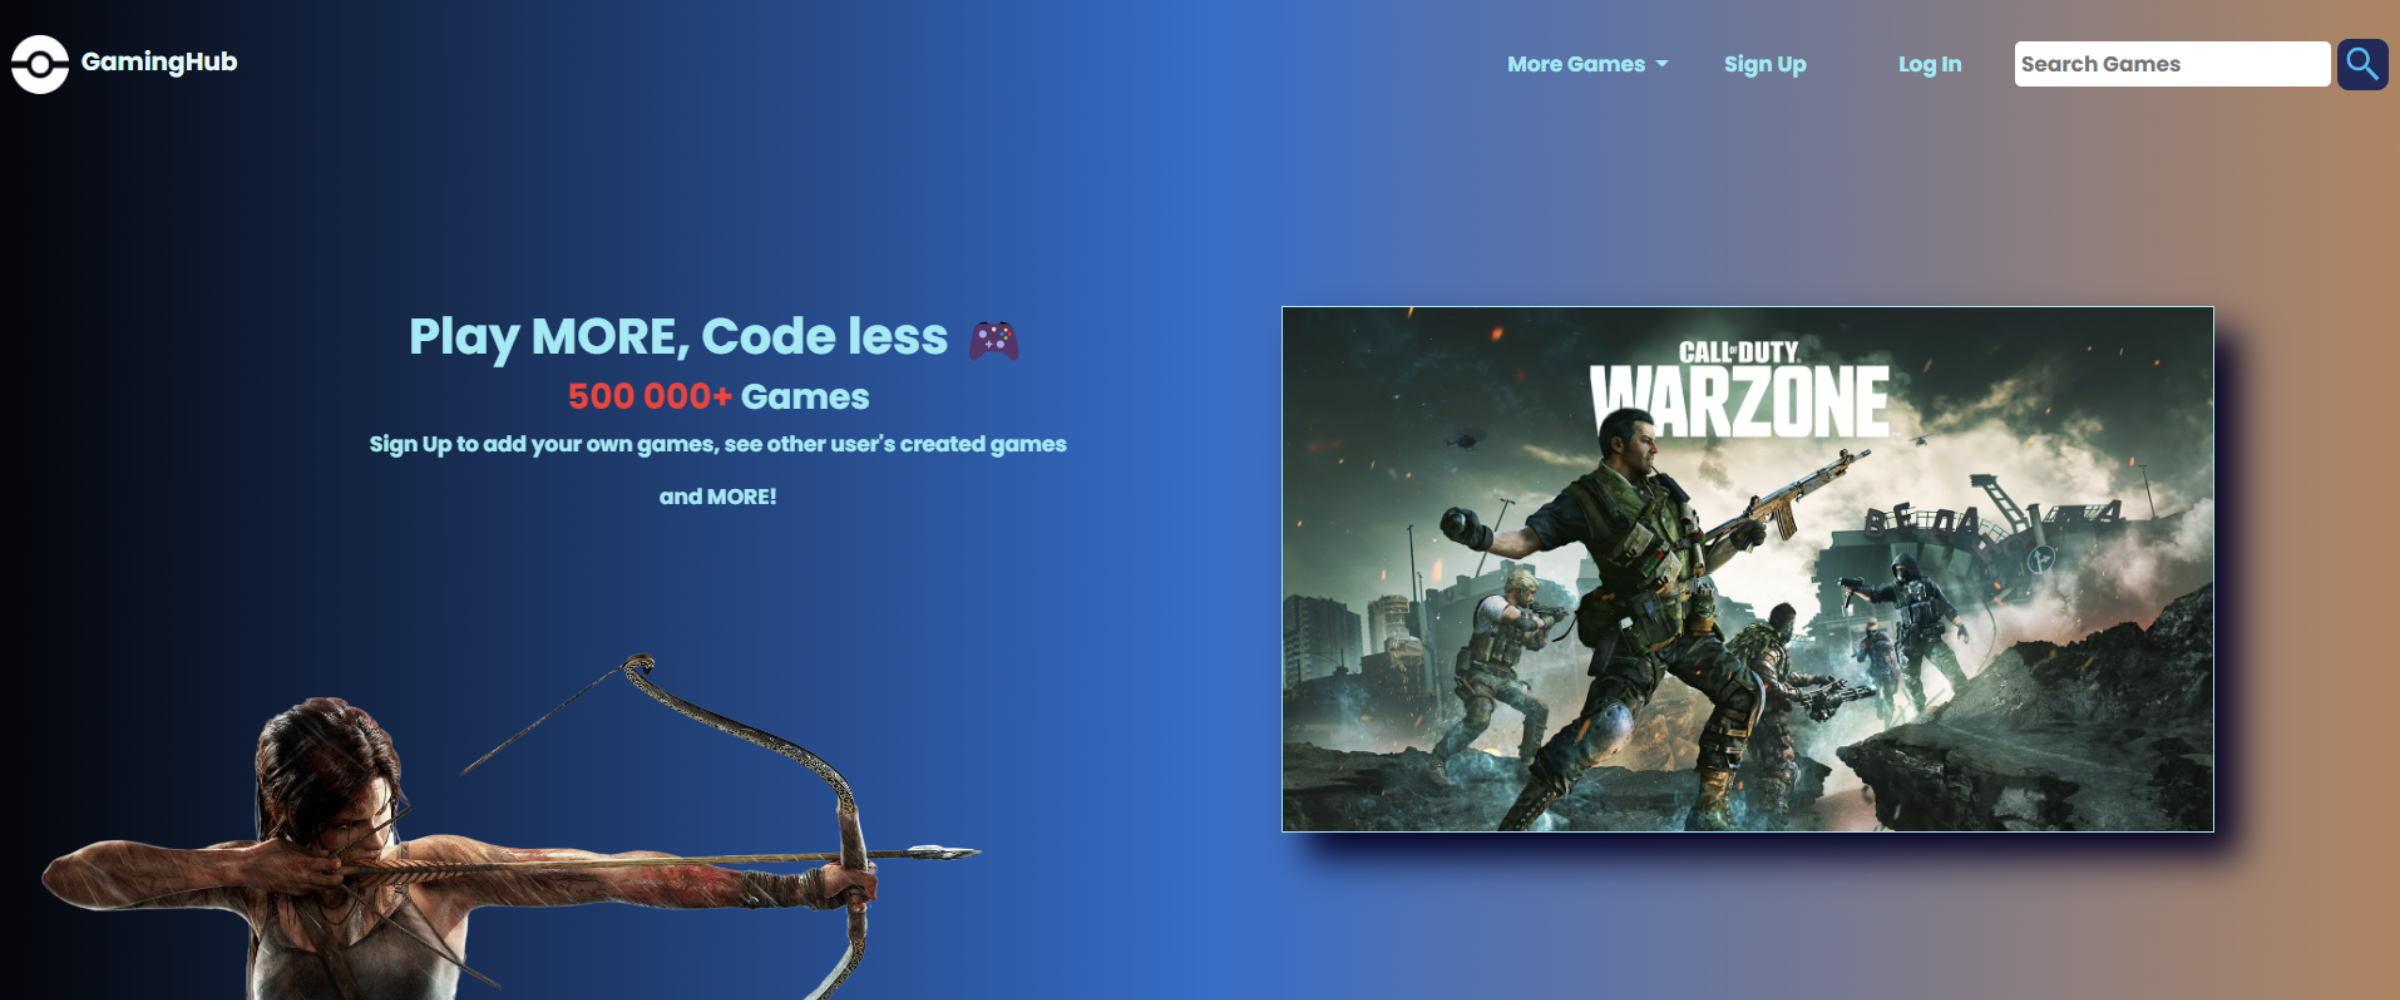 GamingHub
More Games
Sign Up
Log In
Search Games
Play MORE, Code less
500 000+ Games
Sign Up to add your own games, see other user's created games
and MORE!
CALL OF DUTY
WARZONE